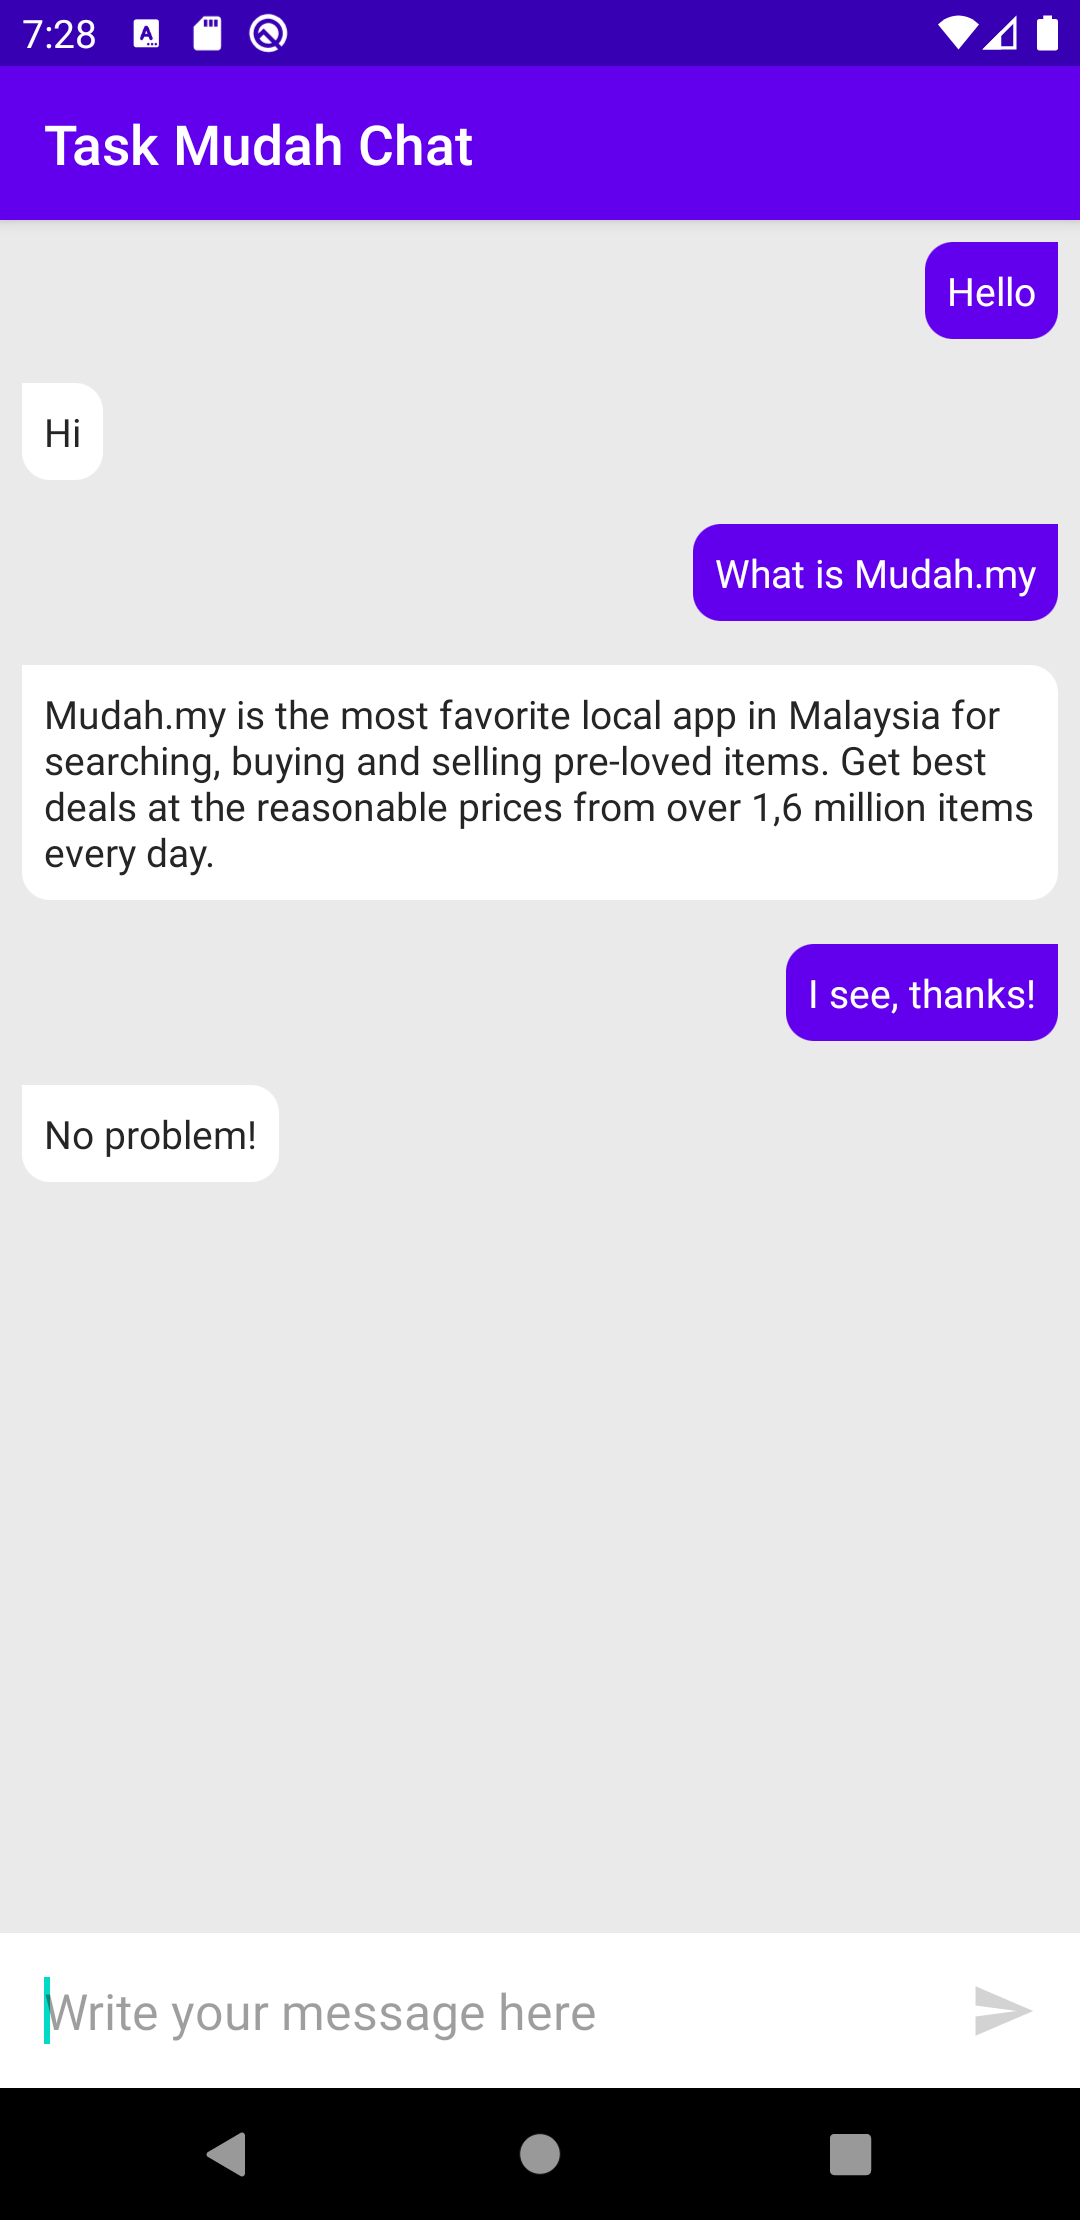 7:28
Task Mudah Chat
Hello
Hi
What is Mudah.my
Mudah.my is the most favorite local app in Malaysia for
searching, buying and selling pre-loved items. Get best
deals at the reasonable prices from over 1,6 million items
every day.
I see, thanks!
No problem!
Write your message here